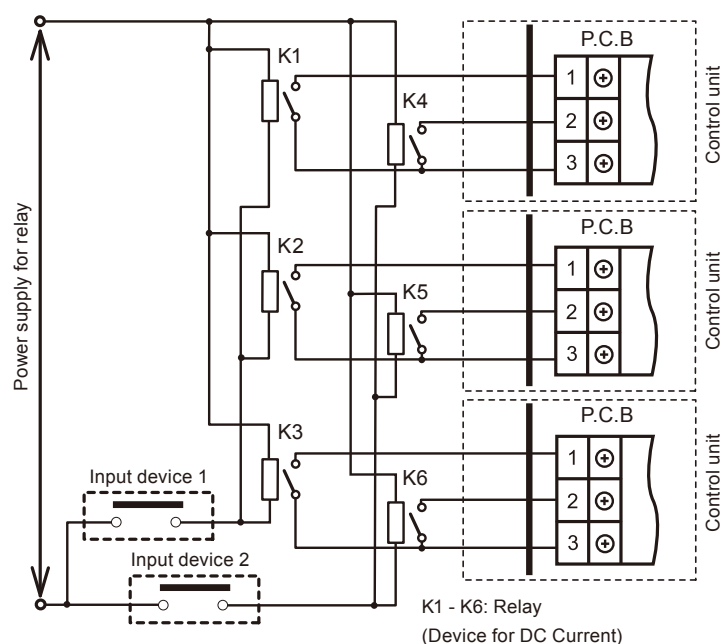 P.C.B
K1
1
K4
2
3
Control unit
Power supply for relay
P.C.B
K2
1
K5
2
3
Control unit
P.C.B
K3
1
K6
2
3
Control unit
Input device 1
Input device 2
K1 - K6: Relay
(Device for DC Current)